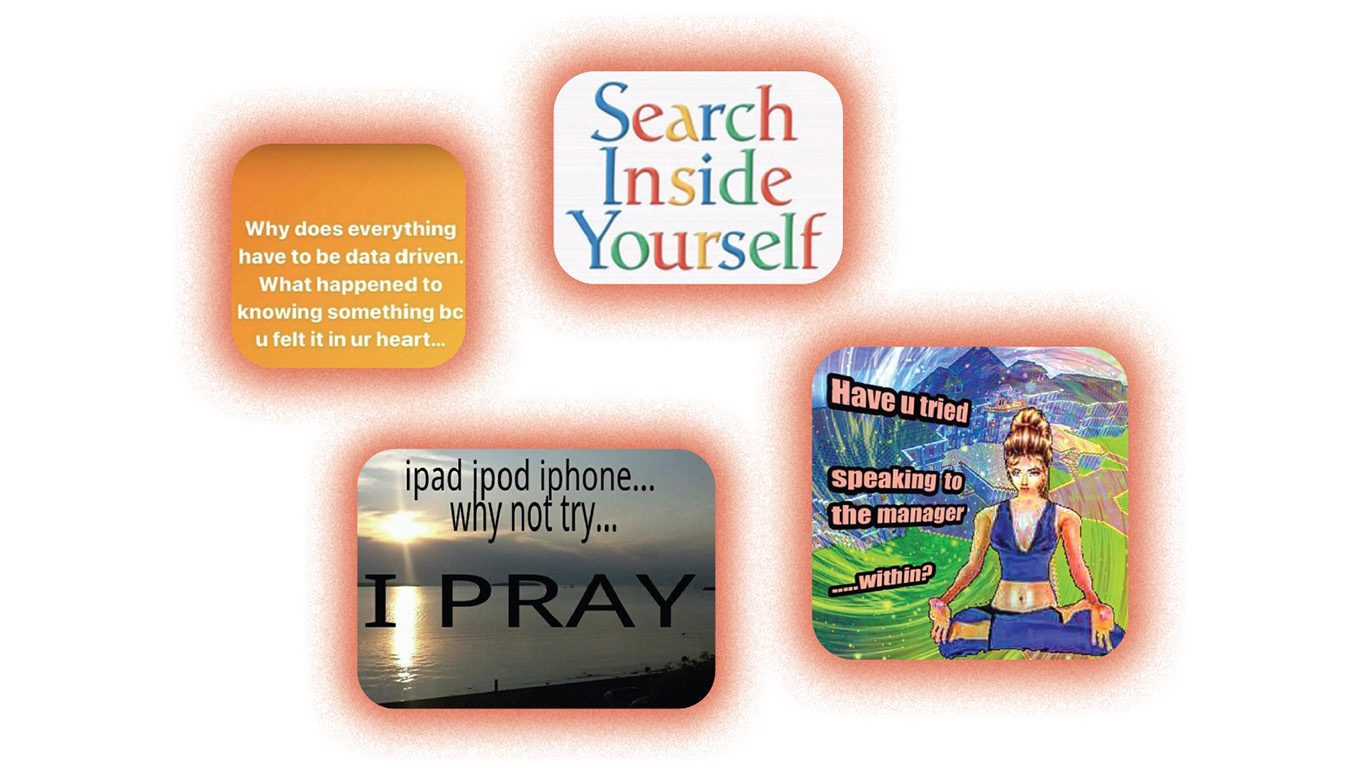 Search
Inside
Yourself
Why does everything
have to be data driven.
What happened to
knowing something bc
u felt it in ur heart...
ipad ipod iphone...
why not try...
I PRAY
Have u tried
speaking to
the manager
.....within?